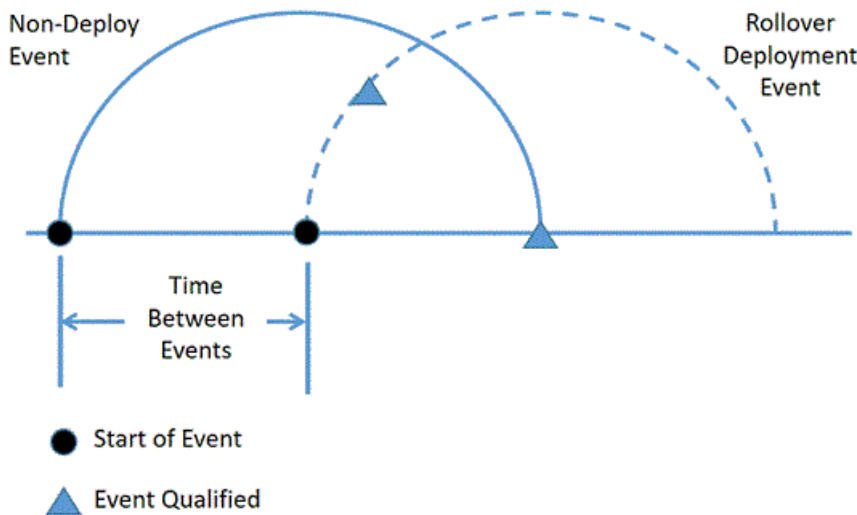 Non-Deploy
Event
Rollover
Deployment
Event
Time
Between
Events
Start of Event
Event Qualified